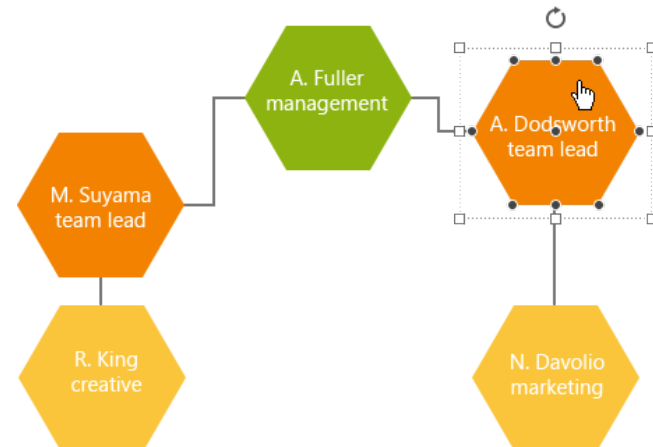 A. Fuller
management
A. Dodsworth
team lead
M. Suyama
team lead
R. King
creative
N. Davolio
marketing